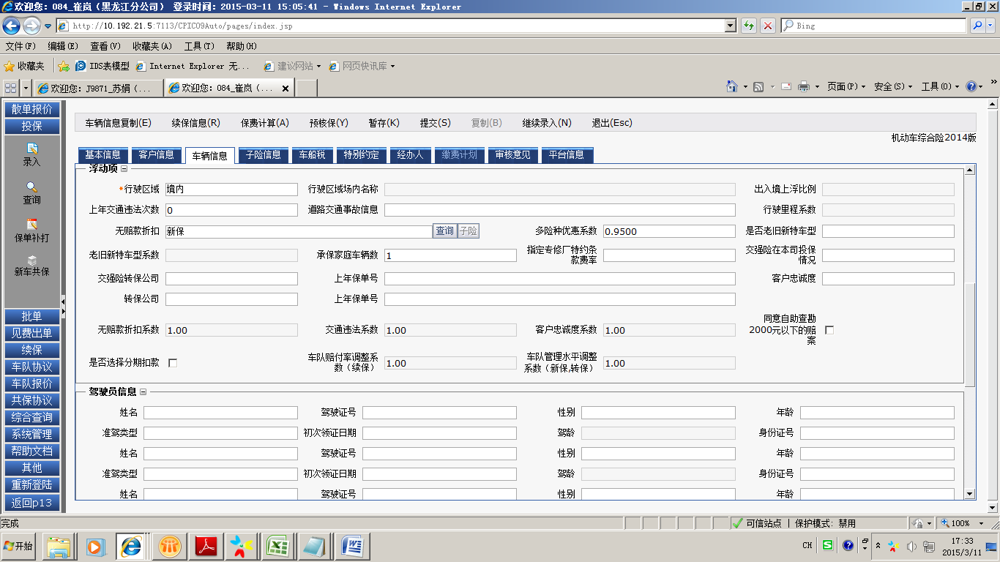 欢迎您: 084_崔岚（黑龙江分公司） 登录时间: 2015-03-11 15:05:41 - Windows Internet Explorer
http://10.192.21.5:7113/CPIC09Auto/pages/index.jsp
Bing
文件(F) 编辑(E) 查看(V) 收藏夹(A) 工具(T) 帮助(H)
收藏夹 IDS表模型 Internet Explorer 无... 建议网站 网页快讯库
欢迎您: J9871_苏娟 (... 欢迎您: 084_崔岚 (...
页面(P) 安全(S) 工具(O)
散单报价
投保
录入
查询
保单补打
新车共保
批单
见费出单
续保
车队协议
车队报价
共保协议
综合查询
系统管理
帮助文档
其他
重新登陆
返回p13
车辆信息复制(E) 续保信息(R) 保费计算(A) 预核保(Y) 暂存(K) 提交(S) 复制(B) 继续录入(N) 退出(Esc)
机动车综合险2014版
基本信息 客户信息 车辆信息 子险信息 车船税 特别约定 经办人 缴费计划 审核意见 平台信息
浮动项
*行驶区域 境内 行驶区域场内名称 出入境上浮比例
上年交通违法次数 0 道路交通事故信息 行驶里程系数
无赔款折扣 新保 查询 子险 多险种优惠系数 0.9500 是否老旧新特车型
老旧新特车型系数 承保家庭车辆数 1 指定专修厂特约条款费率 交强险在本司投保情况
交强险转保公司 上年保单号 客户忠诚度
转保公司 上年保单号
无赔款折扣系数 1.00 交通违法系数 1.00 客户忠诚度系数 1.00 同意自助查勘2000元以下的赔案
是否选择分期扣款 车队赔付率调整系数（续保） 1.00 车队管理水平调整系数（新保,转保） 1.00
驾驶员信息
姓名 驾驶证号 性别 年龄
准驾类型 初次领证日期 驾龄 身份证号
姓名 驾驶证号 性别 年龄
准驾类型 初次领证日期 驾龄 身份证号
姓名 驾驶证号 性别 年龄
完成 可信站点 | 保护模式: 禁用 100%
开始 CH 17:33
2015/3/11